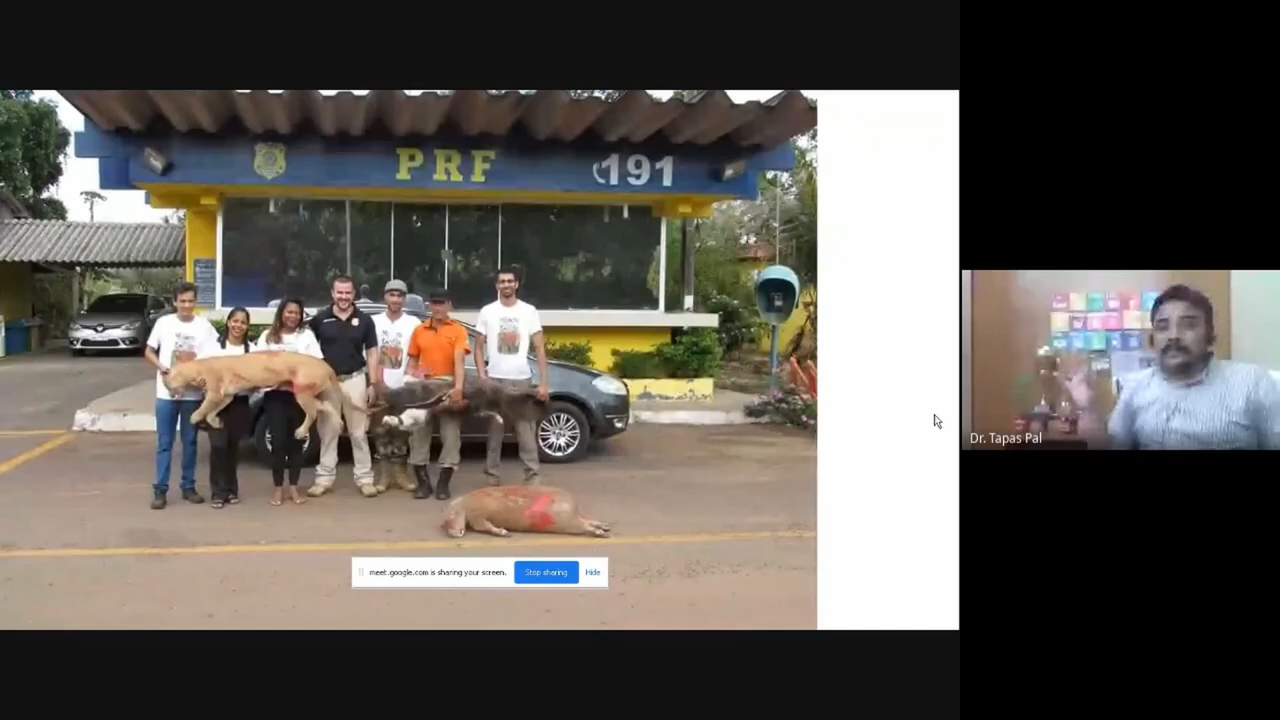 PRF
191
meet.google.com is sharing your screen.
Stop sharing
Hide
Dr. Tapas Pal